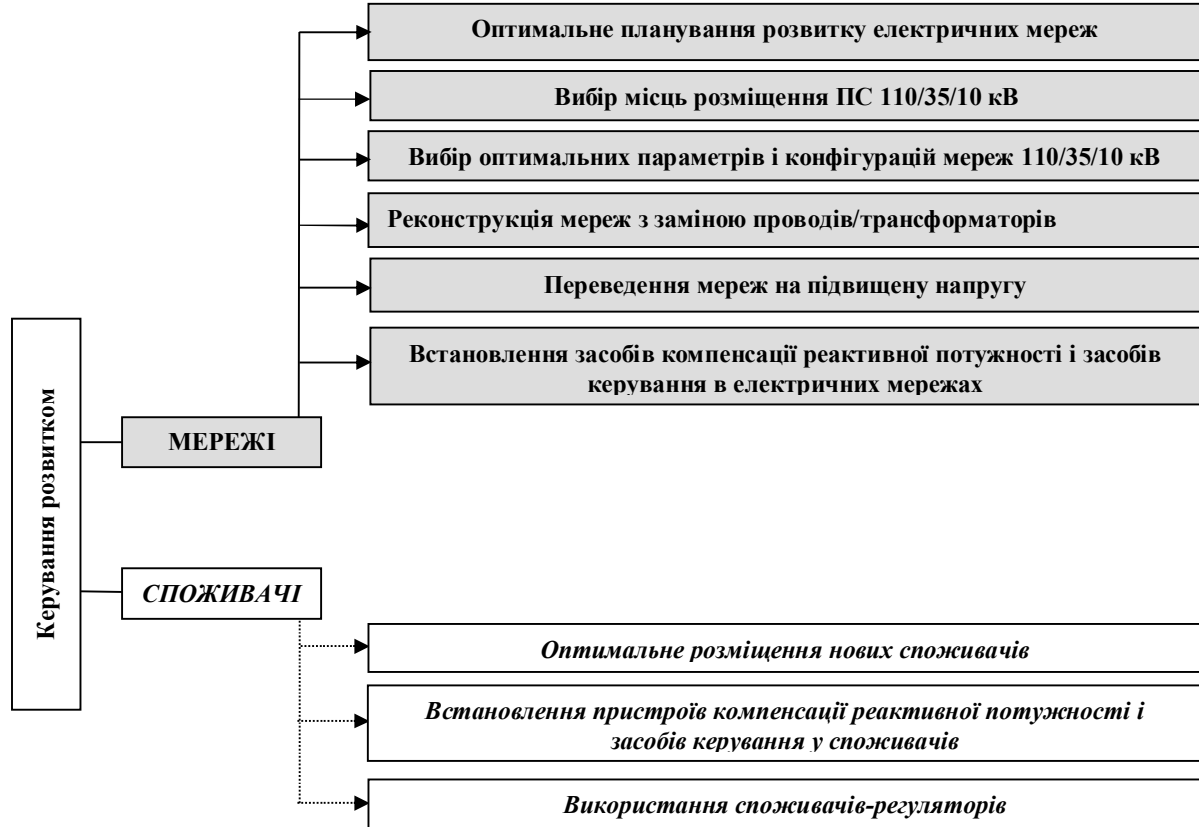 Оптимальне планування розвитку електричних мереж
Вибір місць розміщення ПС 110/35/10 кВ
Вибір оптимальних параметрів і конфігурацій мереж 110/35/10 кВ
Реконструкція мереж з заміною проводів/трансформаторів
Переведення мереж на підвищену напругу
Встановлення засобів компенсації реактивної потужності і засобів
керування в електричних мережах
Керування розвитком
МЕРЕЖІ
СПОЖИВАЧІ
Оптимальне розміщення нових споживачів
Встановлення пристроїв компенсації реактивної потужності і
засобів керування у споживачів
Використання споживачів-регуляторів